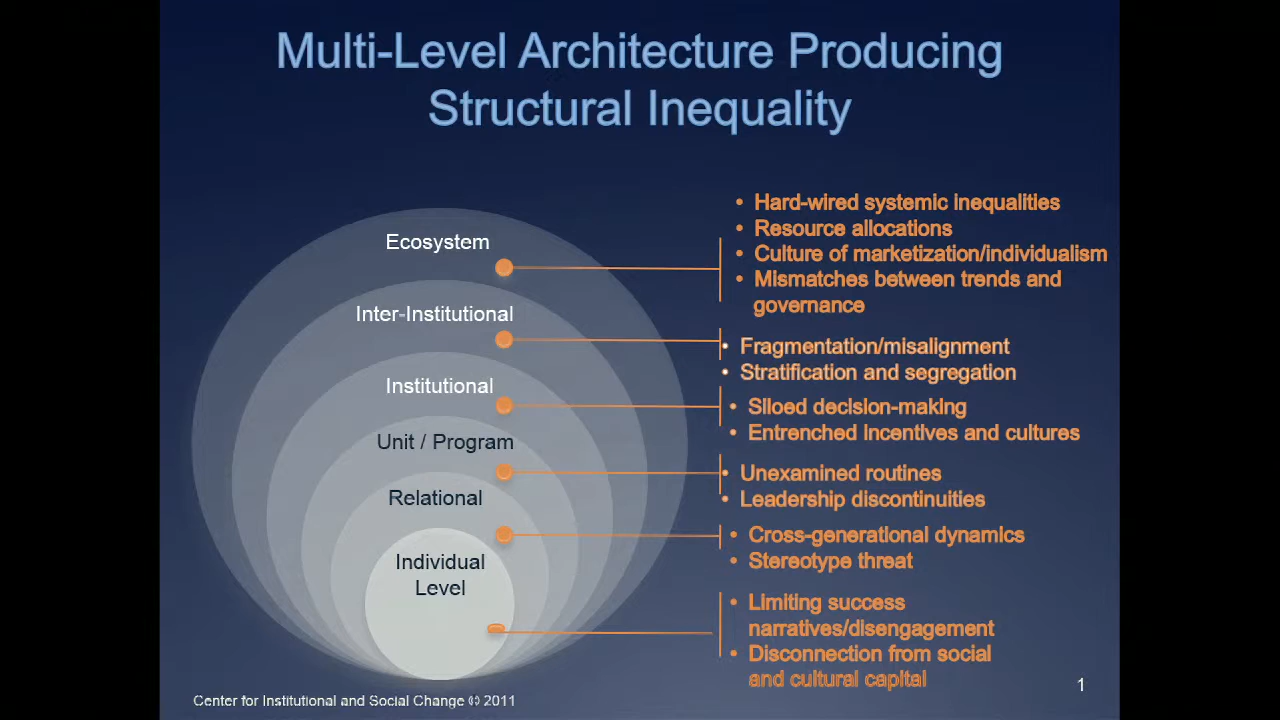 Multi-Level Architecture Producing
Structural Inequality
Ecosystem
• Hard-wired systemic inequalities
• Resource allocations
• Culture of marketization/individualism
• Mismatches between trends and
governance
Inter-Institutional
• Fragmentation/misalignment
• Stratification and segregation
Institutional
• Siloed decision-making
• Entrenched incentives and cultures
Unit / Program
• Unexamined routines
• Leadership discontinuities
Relational
• Cross-generational dynamics
• Stereotype threat
Individual
Level
• Limiting success
narratives/disengagement
• Disconnection from social
and cultural capital
Center for Institutional and Social Change © 2011
1